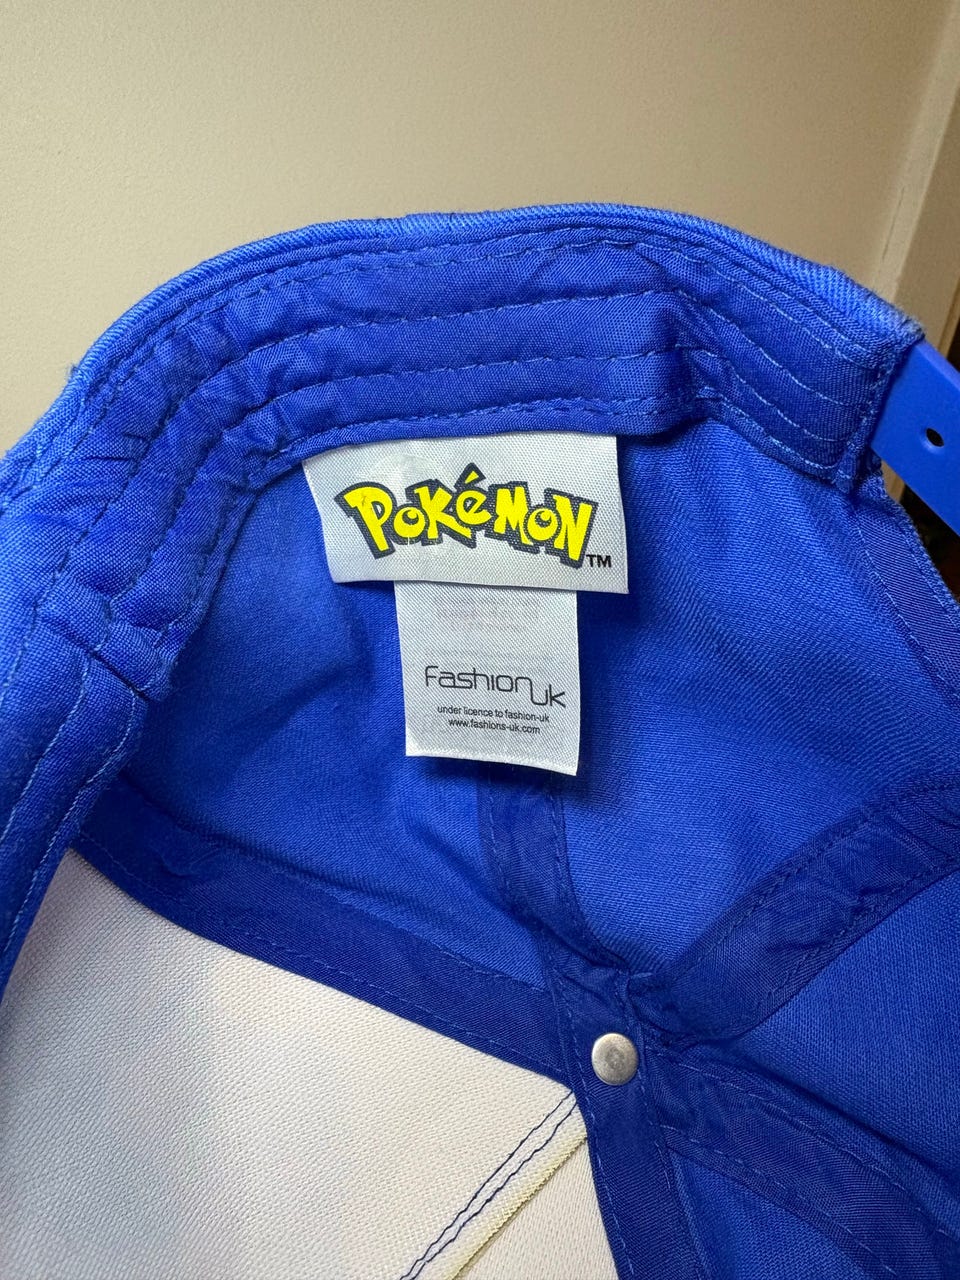 POKéMON™
fashion uk
under licence to fashion-uk
www.fashions-uk.com